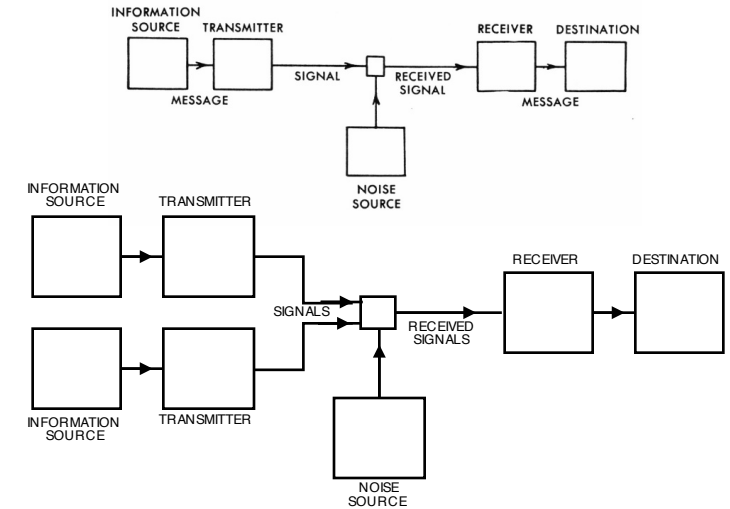 INFORMATION
SOURCE TRANSMITTER
RECEIVER DESTINATION
SIGNAL
RECEIVED
SIGNAL
MESSAGE
MESSAGE
NOISE
SOURCE
INFORMATION
SOURCE
TRANSMITTER
RECEIVER
DESTINATION
SIGNALS
RECEIVED
SIGNALS
INFORMATION
SOURCE
TRANSMITTER
NOISE
SOURCE